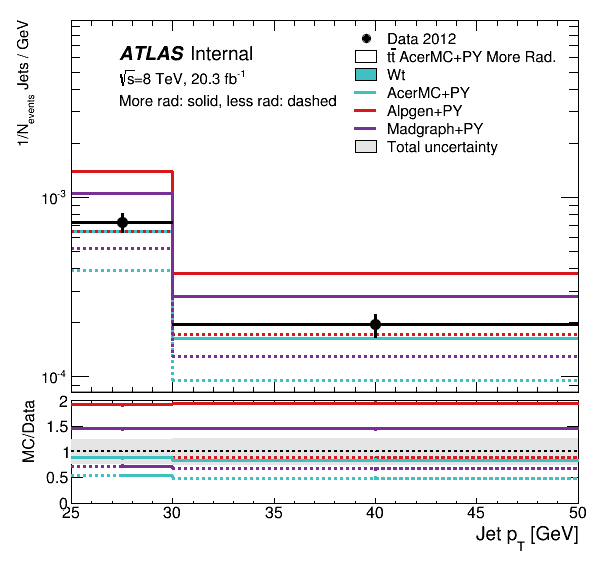 1/N_events Jets / GeV
ATLAS Internal
√s=8 TeV, 20.3 fb⁻¹
More rad: solid, less rad: dashed
Data 2012
tt̄ AcerMC+PY More Rad.
Wt
AcerMC+PY
Alpgen+PY
Madgraph+PY
Total uncertainty
10⁻³
10⁻⁴
MC/Data
2
1.5
1
0.5
0
25 30 35 40 45 50
Jet p_T [GeV]